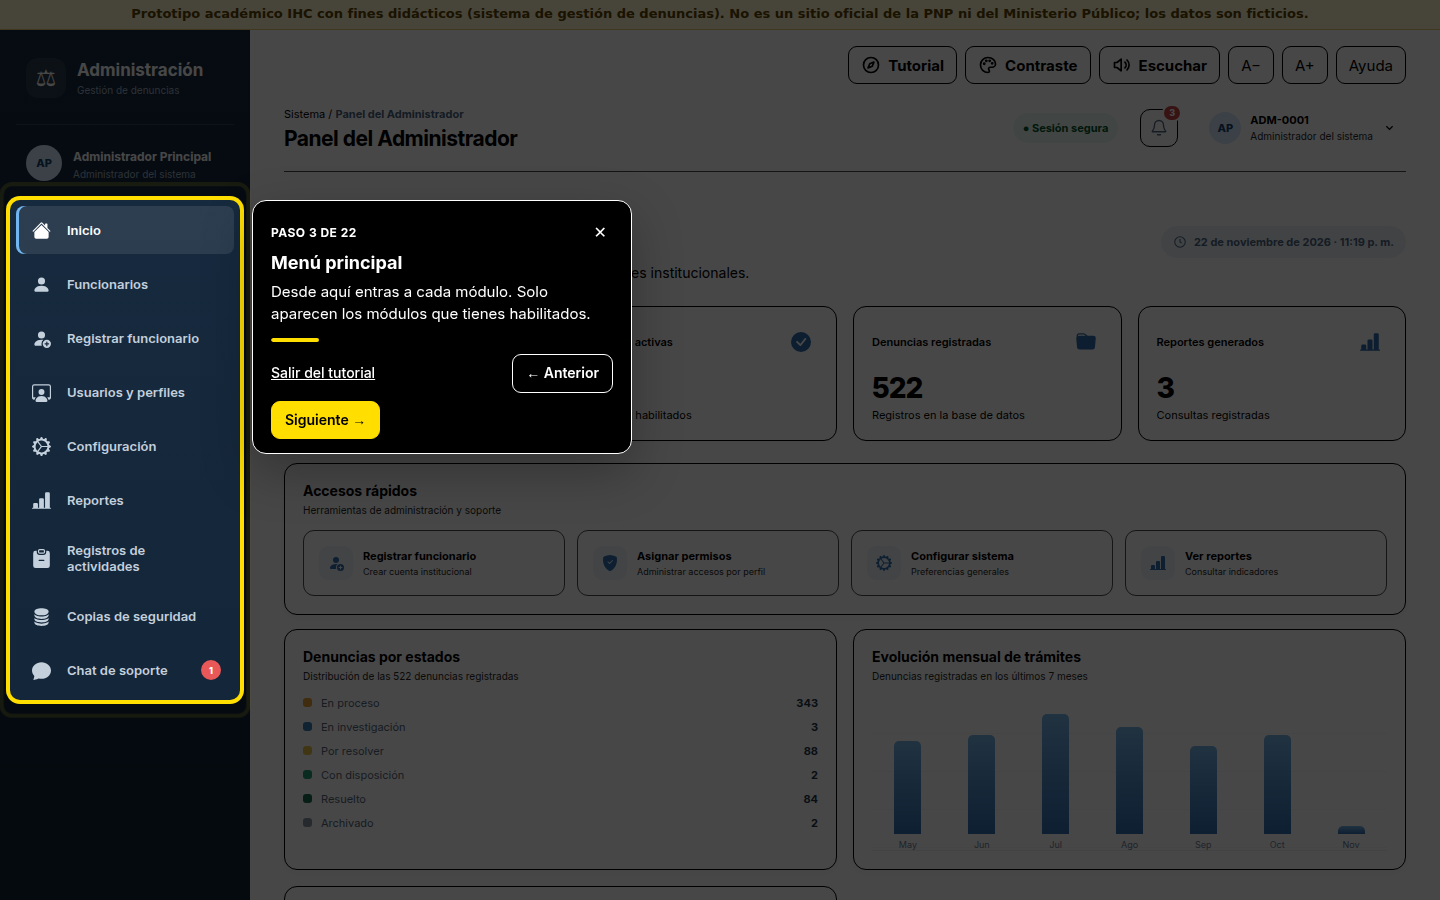 Prototipo académico IHC con fines didácticos (sistema de gestión de denuncias). No es un sitio oficial de la PNP ni del Ministerio Público; los datos son ficticios.
Administración
Gestión de denuncias
AP
Administrador Principal
Administrador del sistema
Inicio
Funcionarios
Registrar funcionario
Usuarios y perfiles
Configuración
Reportes
Registros de
actividades
Copias de seguridad
Chat de soporte
1
Tutorial
Contraste
Escuchar
A−
A+
Ayuda
Sistema / Panel del Administrador
Panel del Administrador
Sesión segura
3
AP
ADM-0001
Administrador del sistema
PASO 3 DE 22
×
Menú principal
Desde aquí entras a cada módulo. Solo
aparecen los módulos que tienes habilitados.
Salir del tutorial
← Anterior
Siguiente →
22 de noviembre de 2026 · 11:19 p. m.
es institucionales.
activas
habilitados
Denuncias registradas
522
Registros en la base de datos
Reportes generados
3
Consultas registradas
Accesos rápidos
Herramientas de administración y soporte
Registrar funcionario
Crear cuenta institucional
Asignar permisos
Administrar accesos por perfil
Configurar sistema
Preferencias generales
Ver reportes
Consultar indicadores
Denuncias por estados
Distribución de las 522 denuncias registradas
En proceso 343
En investigación 3
Por resolver 88
Con disposición 2
Resuelto 84
Archivado 2
Evolución mensual de trámites
Denuncias registradas en los últimos 7 meses
May Jun Jul Ago Sep Oct Nov